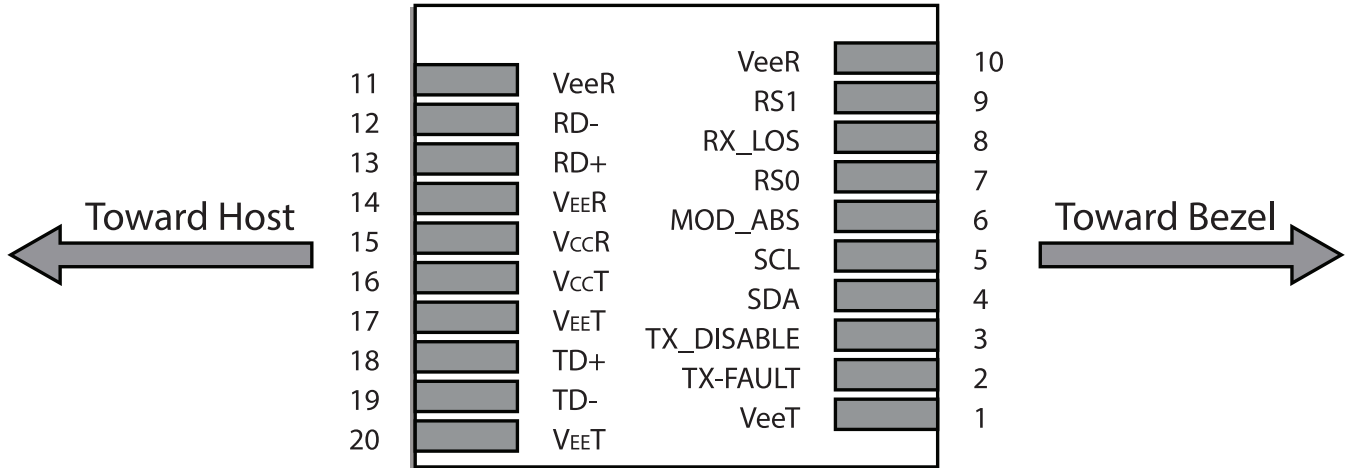 VeeR 10
11 VeeR
RS1 9
12 RD-
RX_LOS 8
13 RD+
RS0 7
14 VEER
MOD_ABS 6
Toward Host
Toward Bezel
15 VccR
SCL 5
16 VccT
SDA 4
17 VEET
TX_DISABLE 3
18 TD+
TX-FAULT 2
19 TD-
VeeT 1
20 VEET